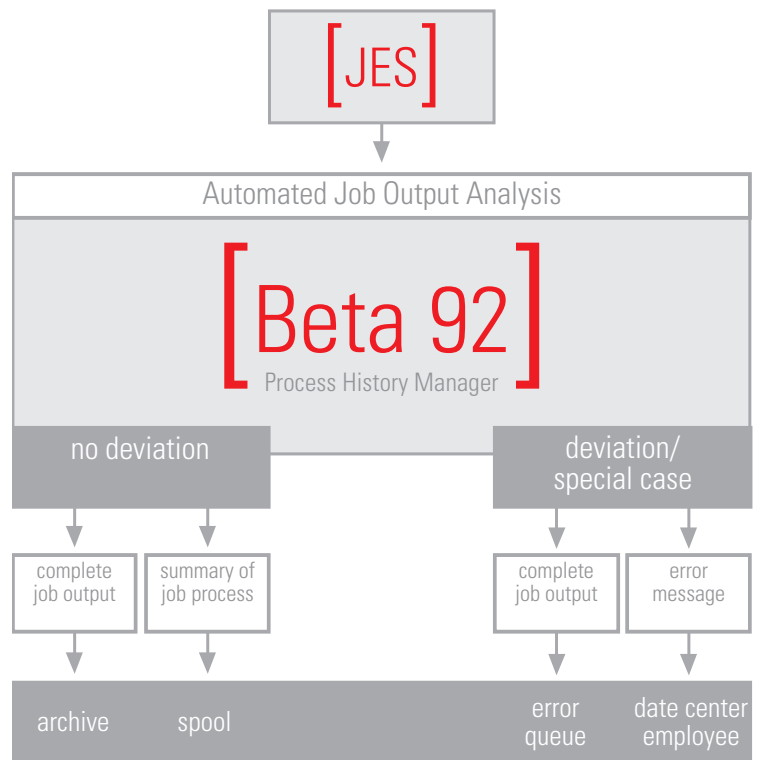 [JES]
Automated Job Output Analysis
[Beta 92]
Process History Manager
no deviation
deviation/
special case
complete
job output
summary of
job process
complete
job output
error
message
archive
spool
error
queue
date center
employee